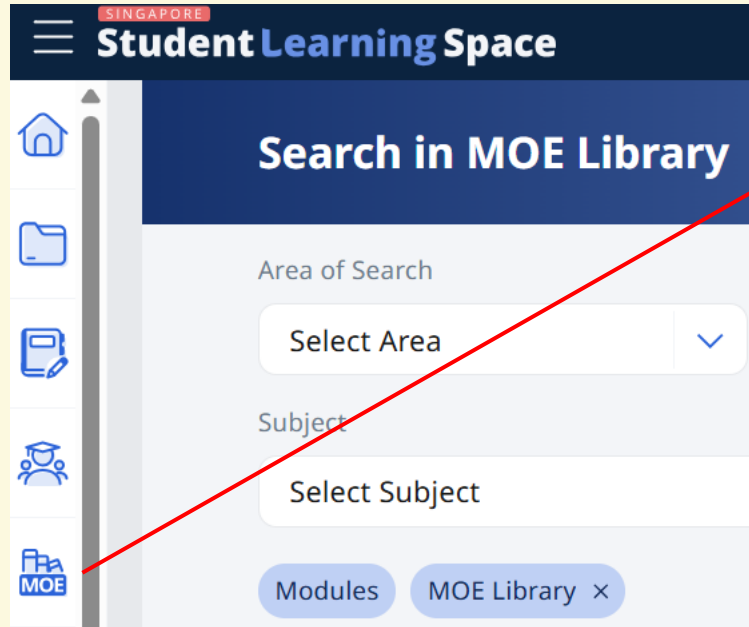 SINGAPORE
Student Learning Space
Search in MOE Library
Area of Search
Select Area
Subject
Select Subject
MOE
Modules
MOE Library ×